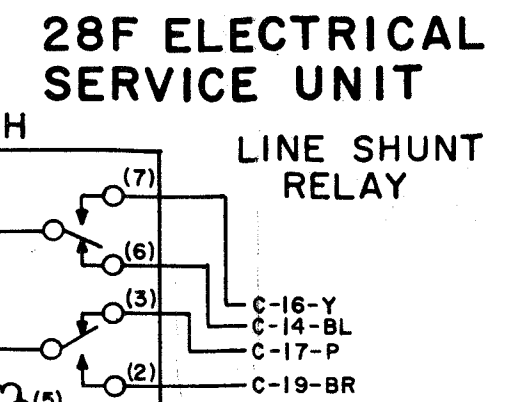 28F ELECTRICAL
SERVICE UNIT
H
LINE SHUNT
RELAY
(7)
(6)
(3)
C-16-Y
C-14-BL
C-17-P
(2)
C-19-BR
(5)